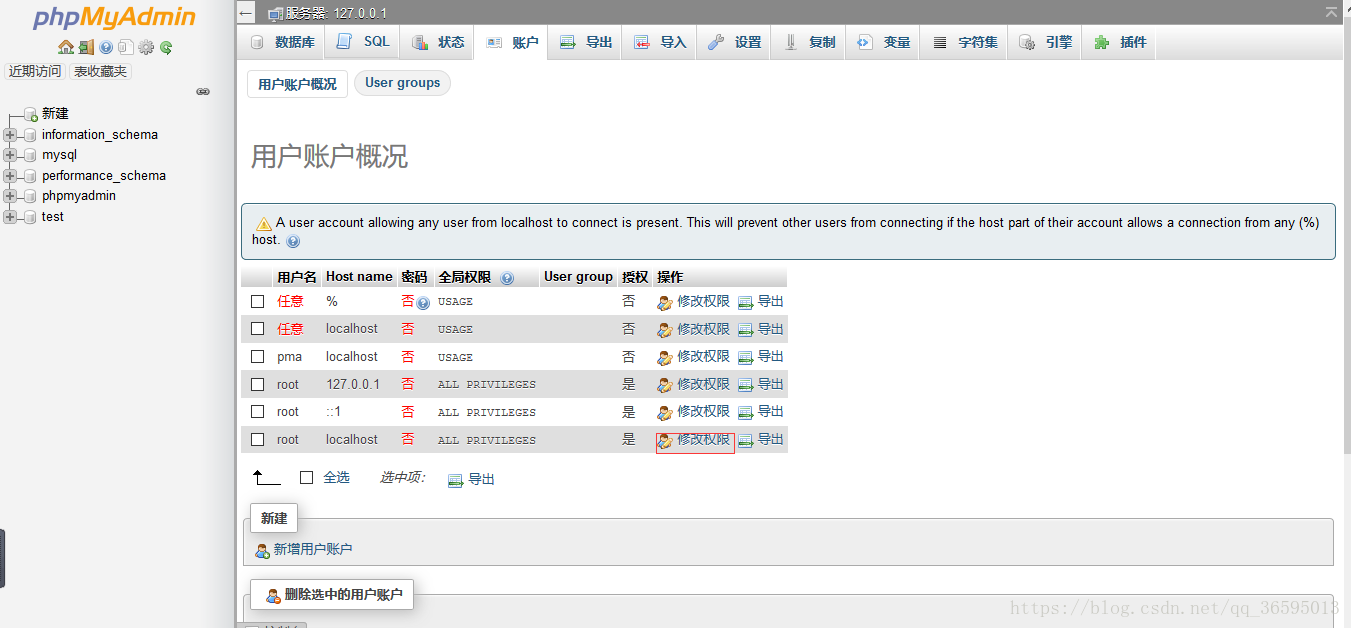 phpMyAdmin
近期访问 表收藏夹
新建
information_schema
mysql
performance_schema
phpmyadmin
test
服务器: 127.0.0.1
数据库 SQL 状态 账户 导出 导入 设置 复制 变量 字符集 引擎 插件
用户账户概况 User groups
用户账户概况
A user account allowing any user from localhost to connect is present. This will prevent other users from connecting if the host part of their account allows a connection from any (%)
host.
用户名 Host name 密码 全局权限 User group 授权 操作
任意 % 否 USAGE 否 修改权限 导出
任意 localhost 否 USAGE 否 修改权限 导出
pma localhost 否 USAGE 否 修改权限 导出
root 127.0.0.1 否 ALL PRIVILEGES 是 修改权限 导出
root ::1 否 ALL PRIVILEGES 是 修改权限 导出
root localhost 否 ALL PRIVILEGES 是 修改权限 导出
全选 选中项: 导出
新建
新增用户账户
删除选中的用户账户
https://blog.csdn.net/qq_36595013